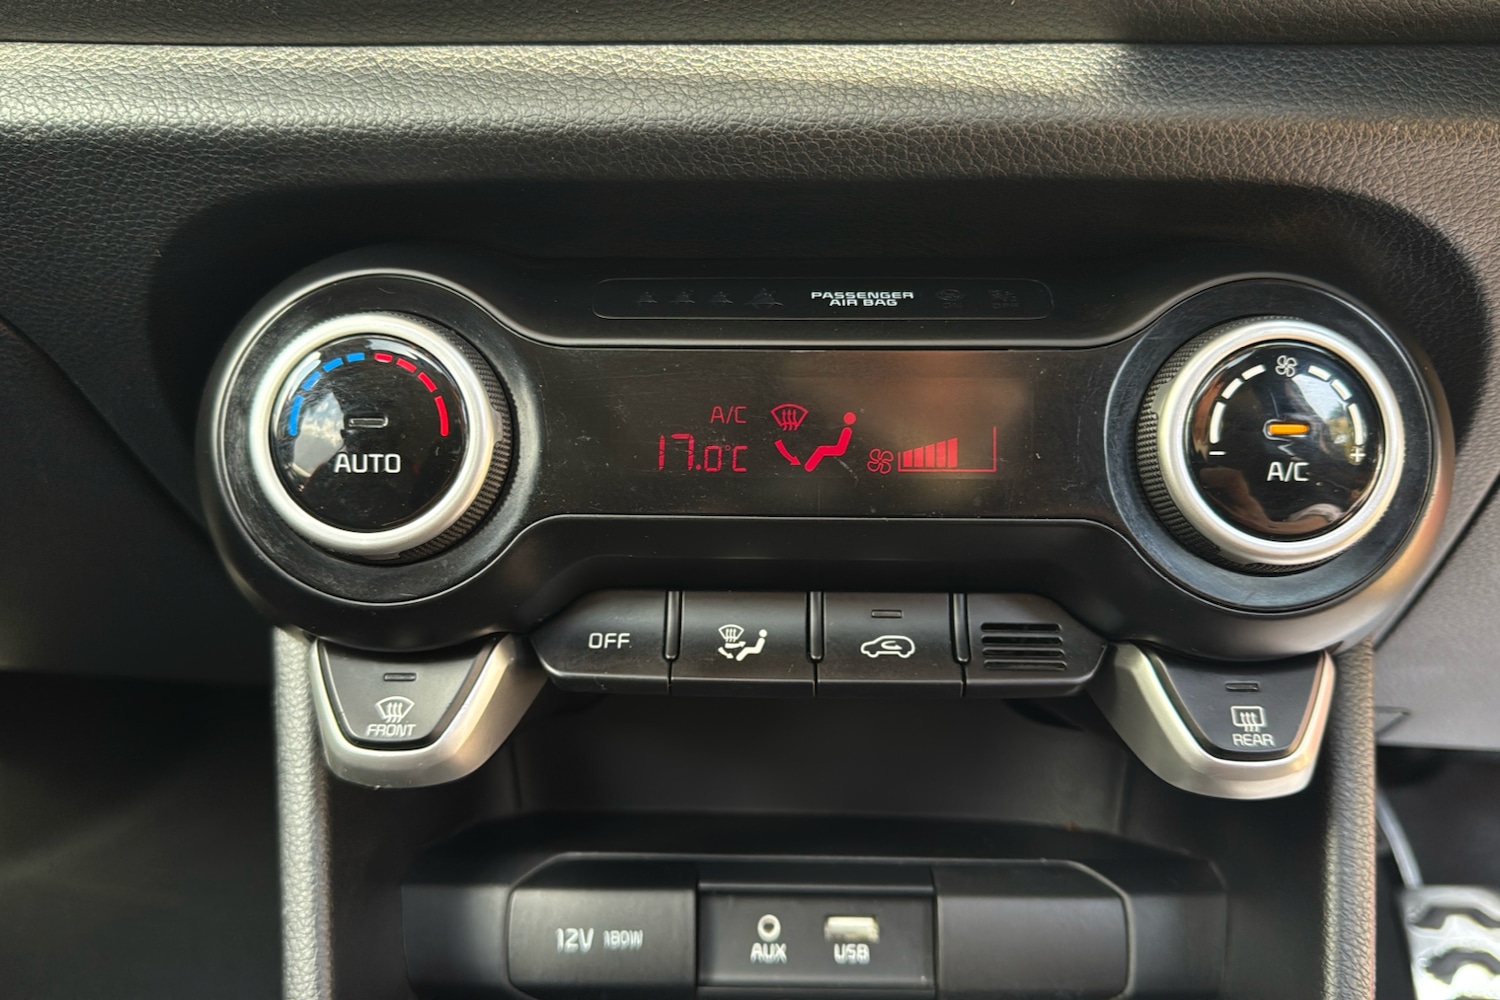 PASSENGER
AIR BAG
A/C
17.0°C
AUTO
A/C
OFF
FRONT
REAR
12V 180W
AUX
USB